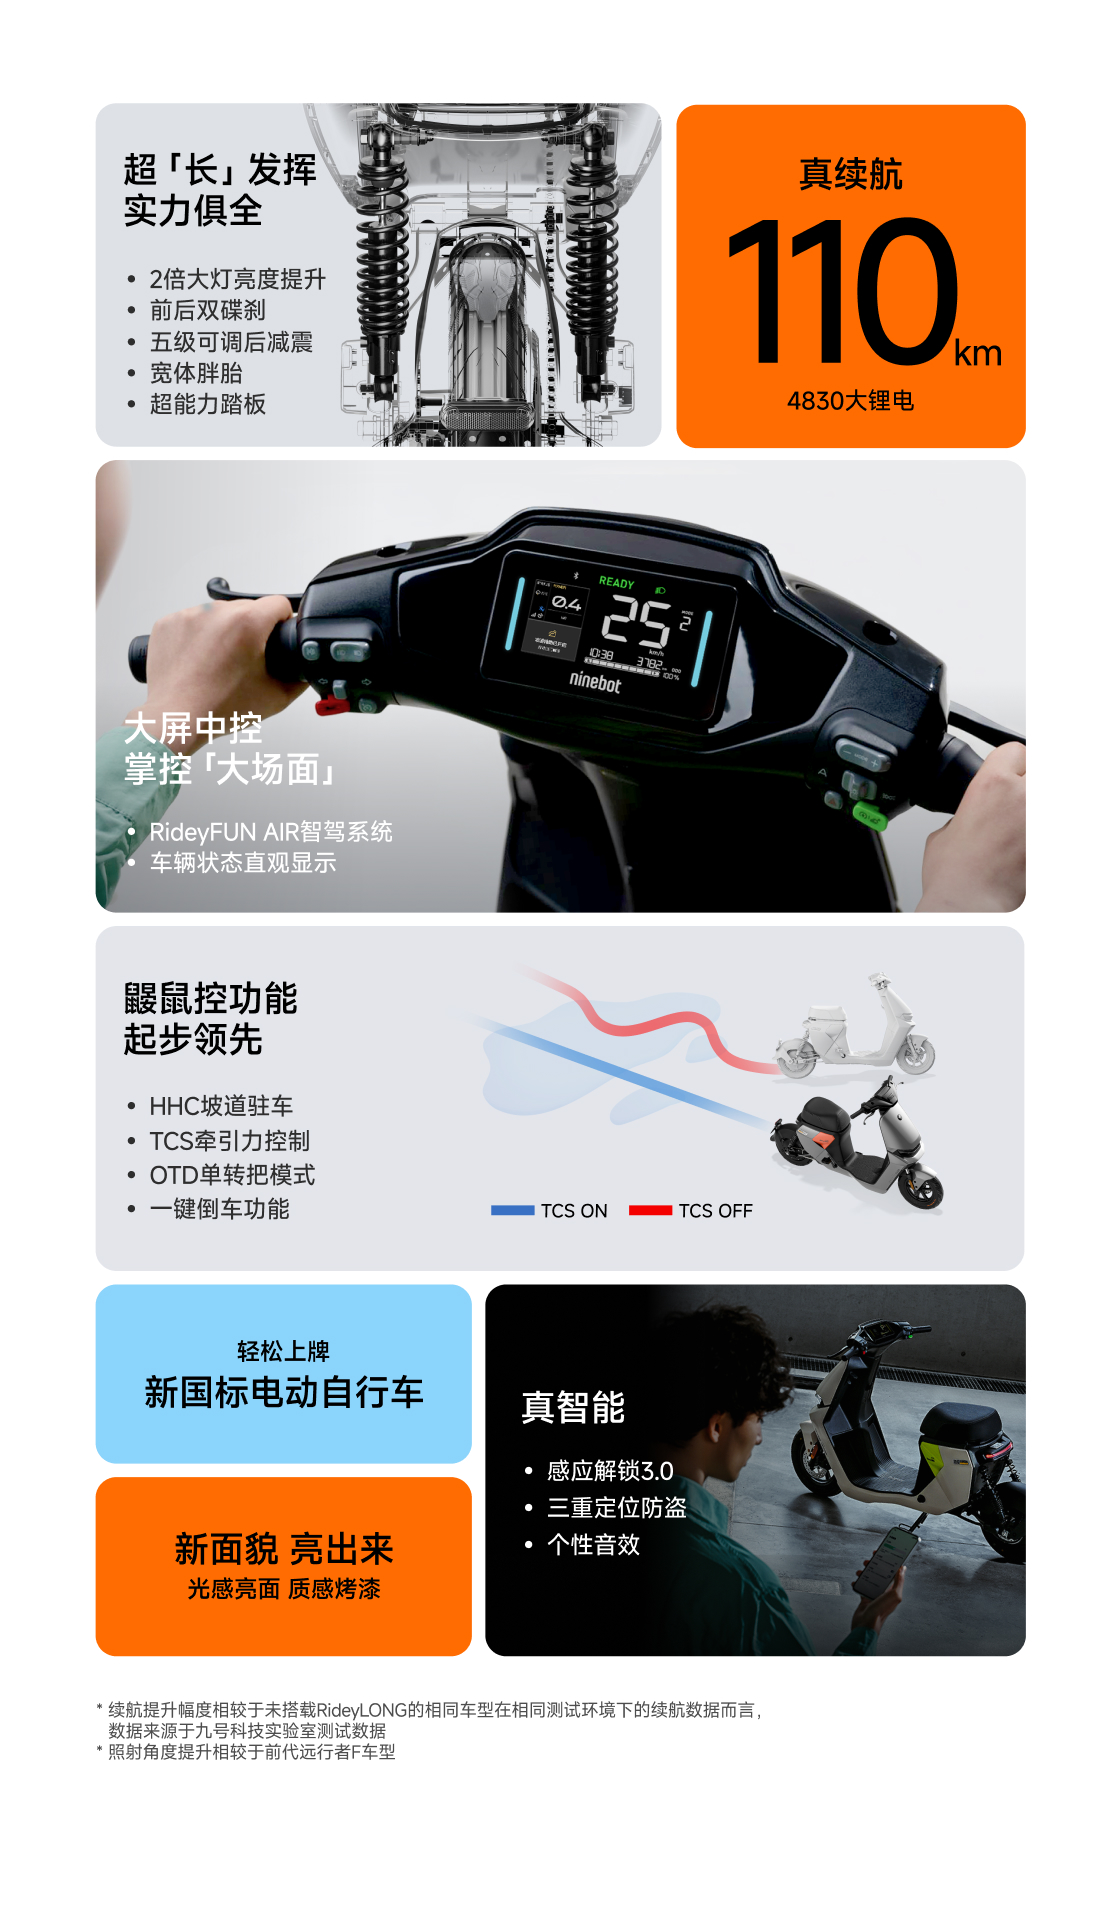 超「长」发挥
实力俱全
• 2倍大灯亮度提升
• 前后双碟刹
• 五级可调后减震
• 宽体胖胎
• 超能力踏板
真续航
110km
4830大锂电
READY
0.4
25
MODE
2
km/h
10:38
3782
100%
ninebot
大屏中控
掌控「大场面」
• RideyFUN AIR智驾系统
• 车辆状态直观显示
鼹鼠控功能
起步领先
• HHC坡道驻车
• TCS牵引力控制
• OTD单转把模式
• 一键倒车功能
TCS ON
TCS OFF
轻松上牌
新国标电动自行车
新面貌 亮出来
光感亮面 质感烤漆
真智能
• 感应解锁3.0
• 三重定位防盗
• 个性音效
* 续航提升幅度相较于未搭载RideyLONG的相同车型在相同测试环境下的续航数据而言，
数据来源于九号科技实验室测试数据
* 照射角度提升相较于前代远行者F车型